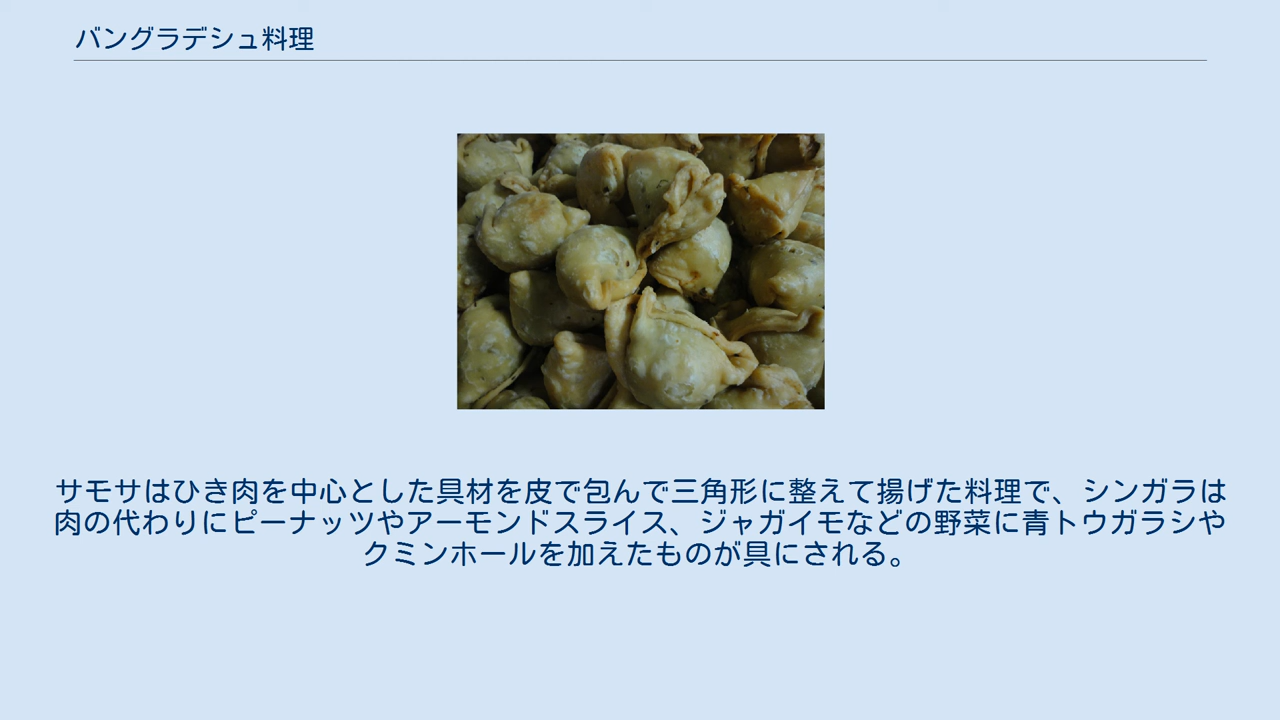 バングラデシュ料理
サモサはひき肉を中心とした具材を皮で包んで三角形に整えて揚げた料理で、シンガラは
肉の代わりにピーナッツやアーモンドスライス、ジャガイモなどの野菜に青トウガラシや
クミンホールを加えたものが具にされる。